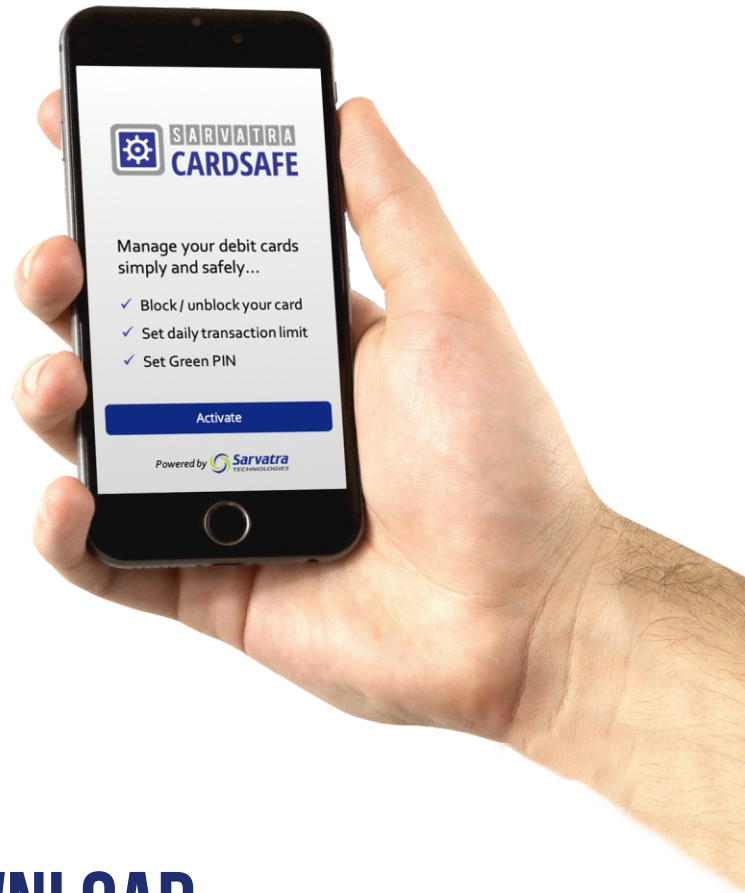 SARVATRA
CARDSAFE
Manage your debit cards
simply and safely...
✓ Block / unblock your card
✓ Set daily transaction limit
✓ Set Green PIN
Activate
Powered by Sarvatra
TECHNOLOGIES